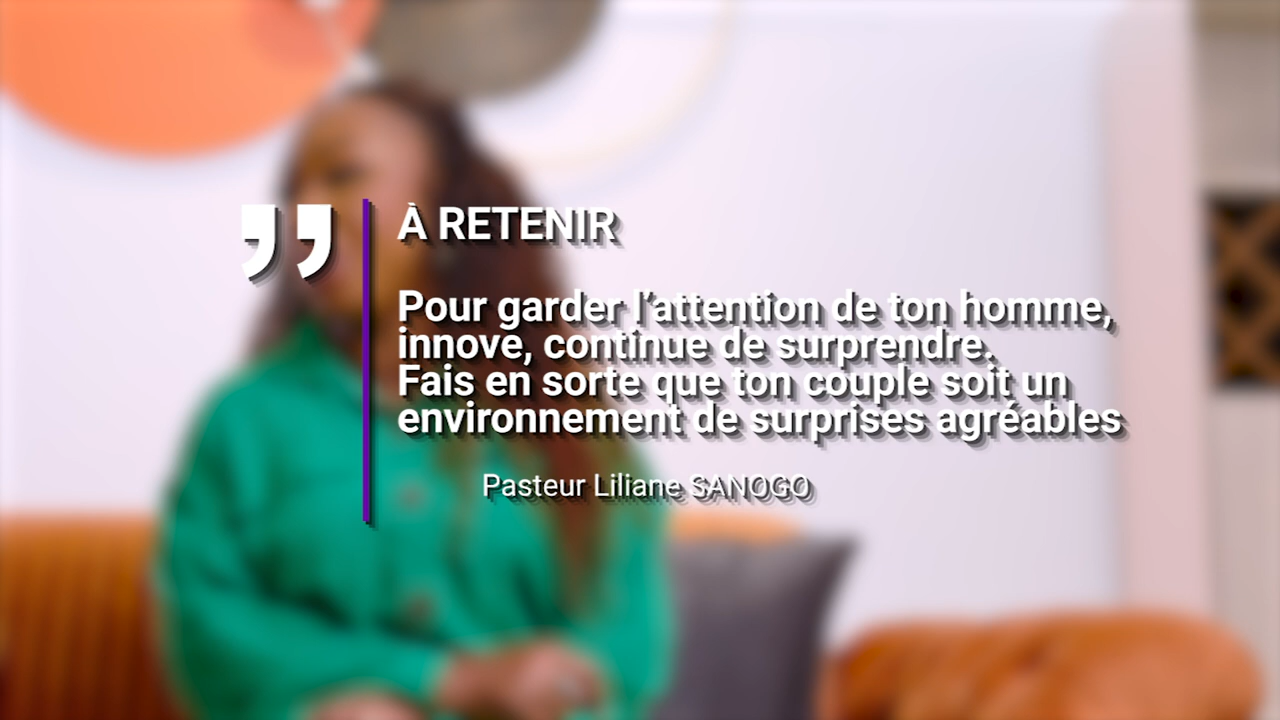 ”
À RETENIR
Pour garder l’attention de ton homme,
innove, continue de surprendre.
Fais en sorte que ton couple soit un
environnement de surprises agréables
Pasteur Liliane SANOGO